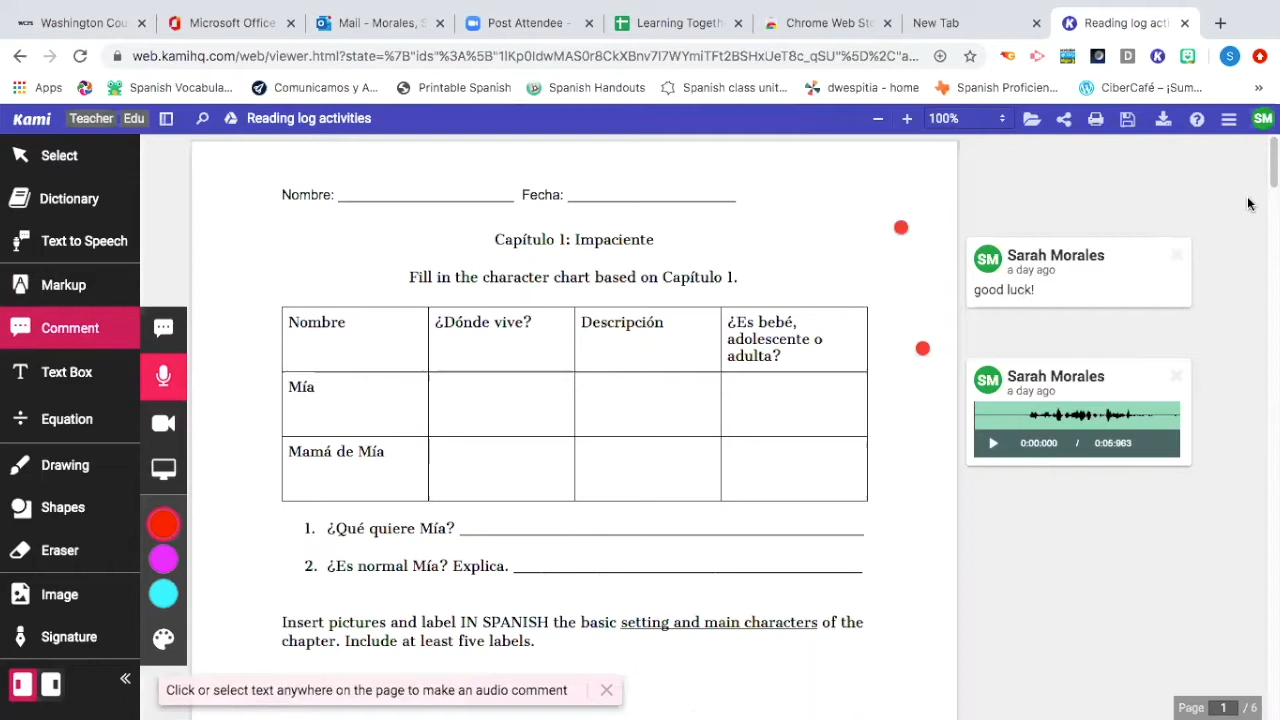 WCPS Washington Cou
Microsoft Office
Mail - Morales, S
Post Attendee -
Learning Togeth
Chrome Web Sto
New Tab
Reading log acti
web.kamihq.com/web/viewer.html?state=%7B"ids"%3A%5B"1lKp0IdwMAS0r8CkXBnv7I7WYmiTFt2BSHxUeT8c_qSU"%5D%2C"a...
S
Apps
Spanish Vocabula...
Comunicamos y A...
Printable Spanish
Spanish Handouts
Spanish class unit...
dwespitia - home
Spanish Proficien...
CiberCafé – ¡Sum...
»
Kami Teacher Edu
Reading log activities
100%
SM
Select
Dictionary
Text to Speech
Markup
Comment
Text Box
Equation
Drawing
Shapes
Eraser
Image
Signature
Nombre: ______ Fecha: ______
Capítulo 1: Impaciente
Fill in the character chart based on Capítulo 1.
Nombre ¿Dónde vive? Descripción ¿Es bebé,
adolescente o
adulta?
Mía
Mamá de Mía
1. ¿Qué quiere Mía? ______
2. ¿Es normal Mía? Explica. ______
Insert pictures and label IN SPANISH the basic setting and main characters of the
chapter. Include at least five labels.
Click or select text anywhere on the page to make an audio comment
SM Sarah Morales
a day ago
good luck!
SM Sarah Morales
a day ago
0:00.000 / 0:05.963
Page 1 / 6